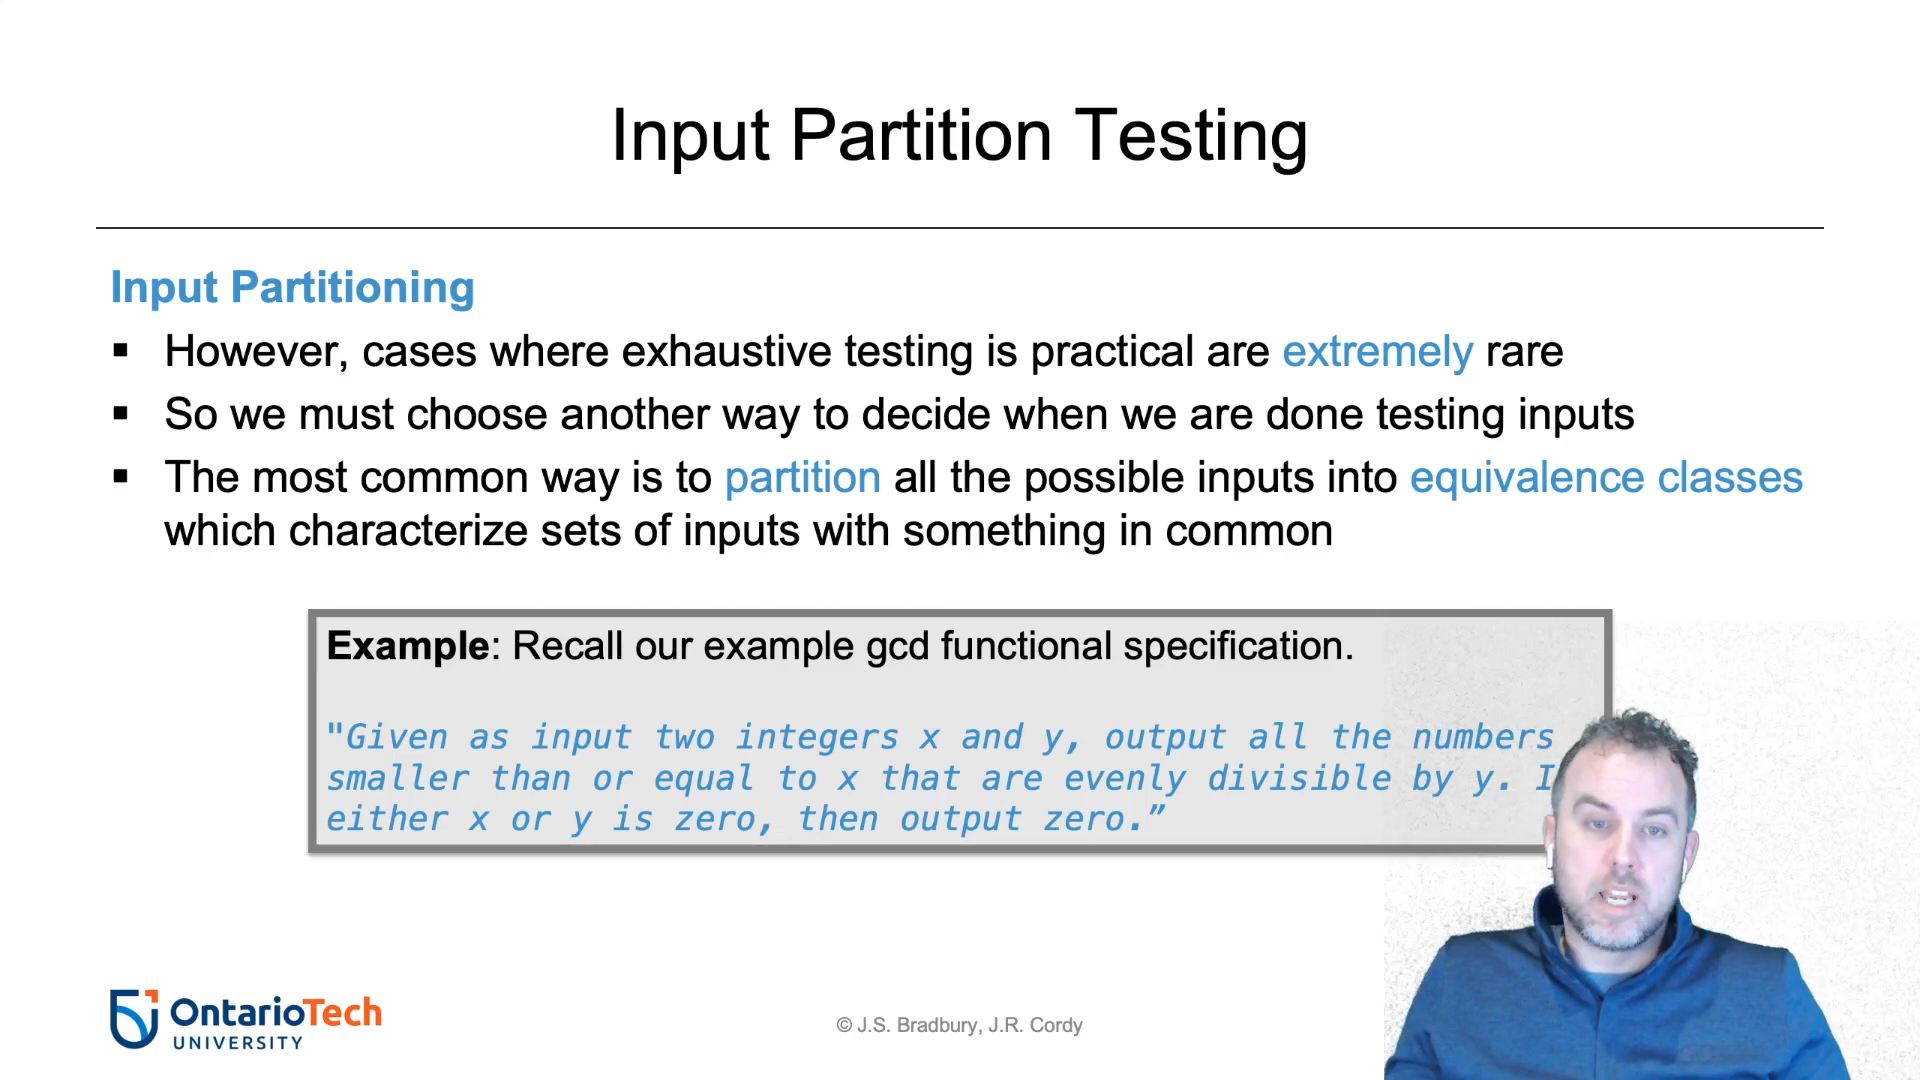 Input Partition Testing
Input Partitioning
▪ However, cases where exhaustive testing is practical are extremely rare
▪ So we must choose another way to decide when we are done testing inputs
▪ The most common way is to partition all the possible inputs into equivalence classes
which characterize sets of inputs with something in common
Example: Recall our example gcd functional specification.
"Given as input two integers x and y, output all the numbers
smaller than or equal to x that are evenly divisible by y.
either x or y is zero, then output zero.”
OntarioTech
UNIVERSITY
© J.S. Bradbury, J.R. Cordy